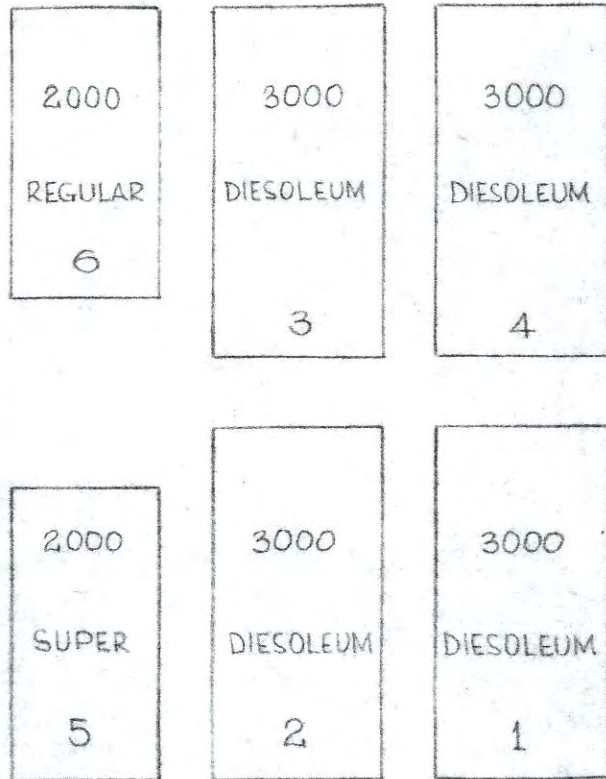 2000
REGULAR
6
3000
DIESOLEUM
3
3000
DIESOLEUM
4
2000
SUPER
5
3000
DIESOLEUM
2
3000
DIESOLEUM
1